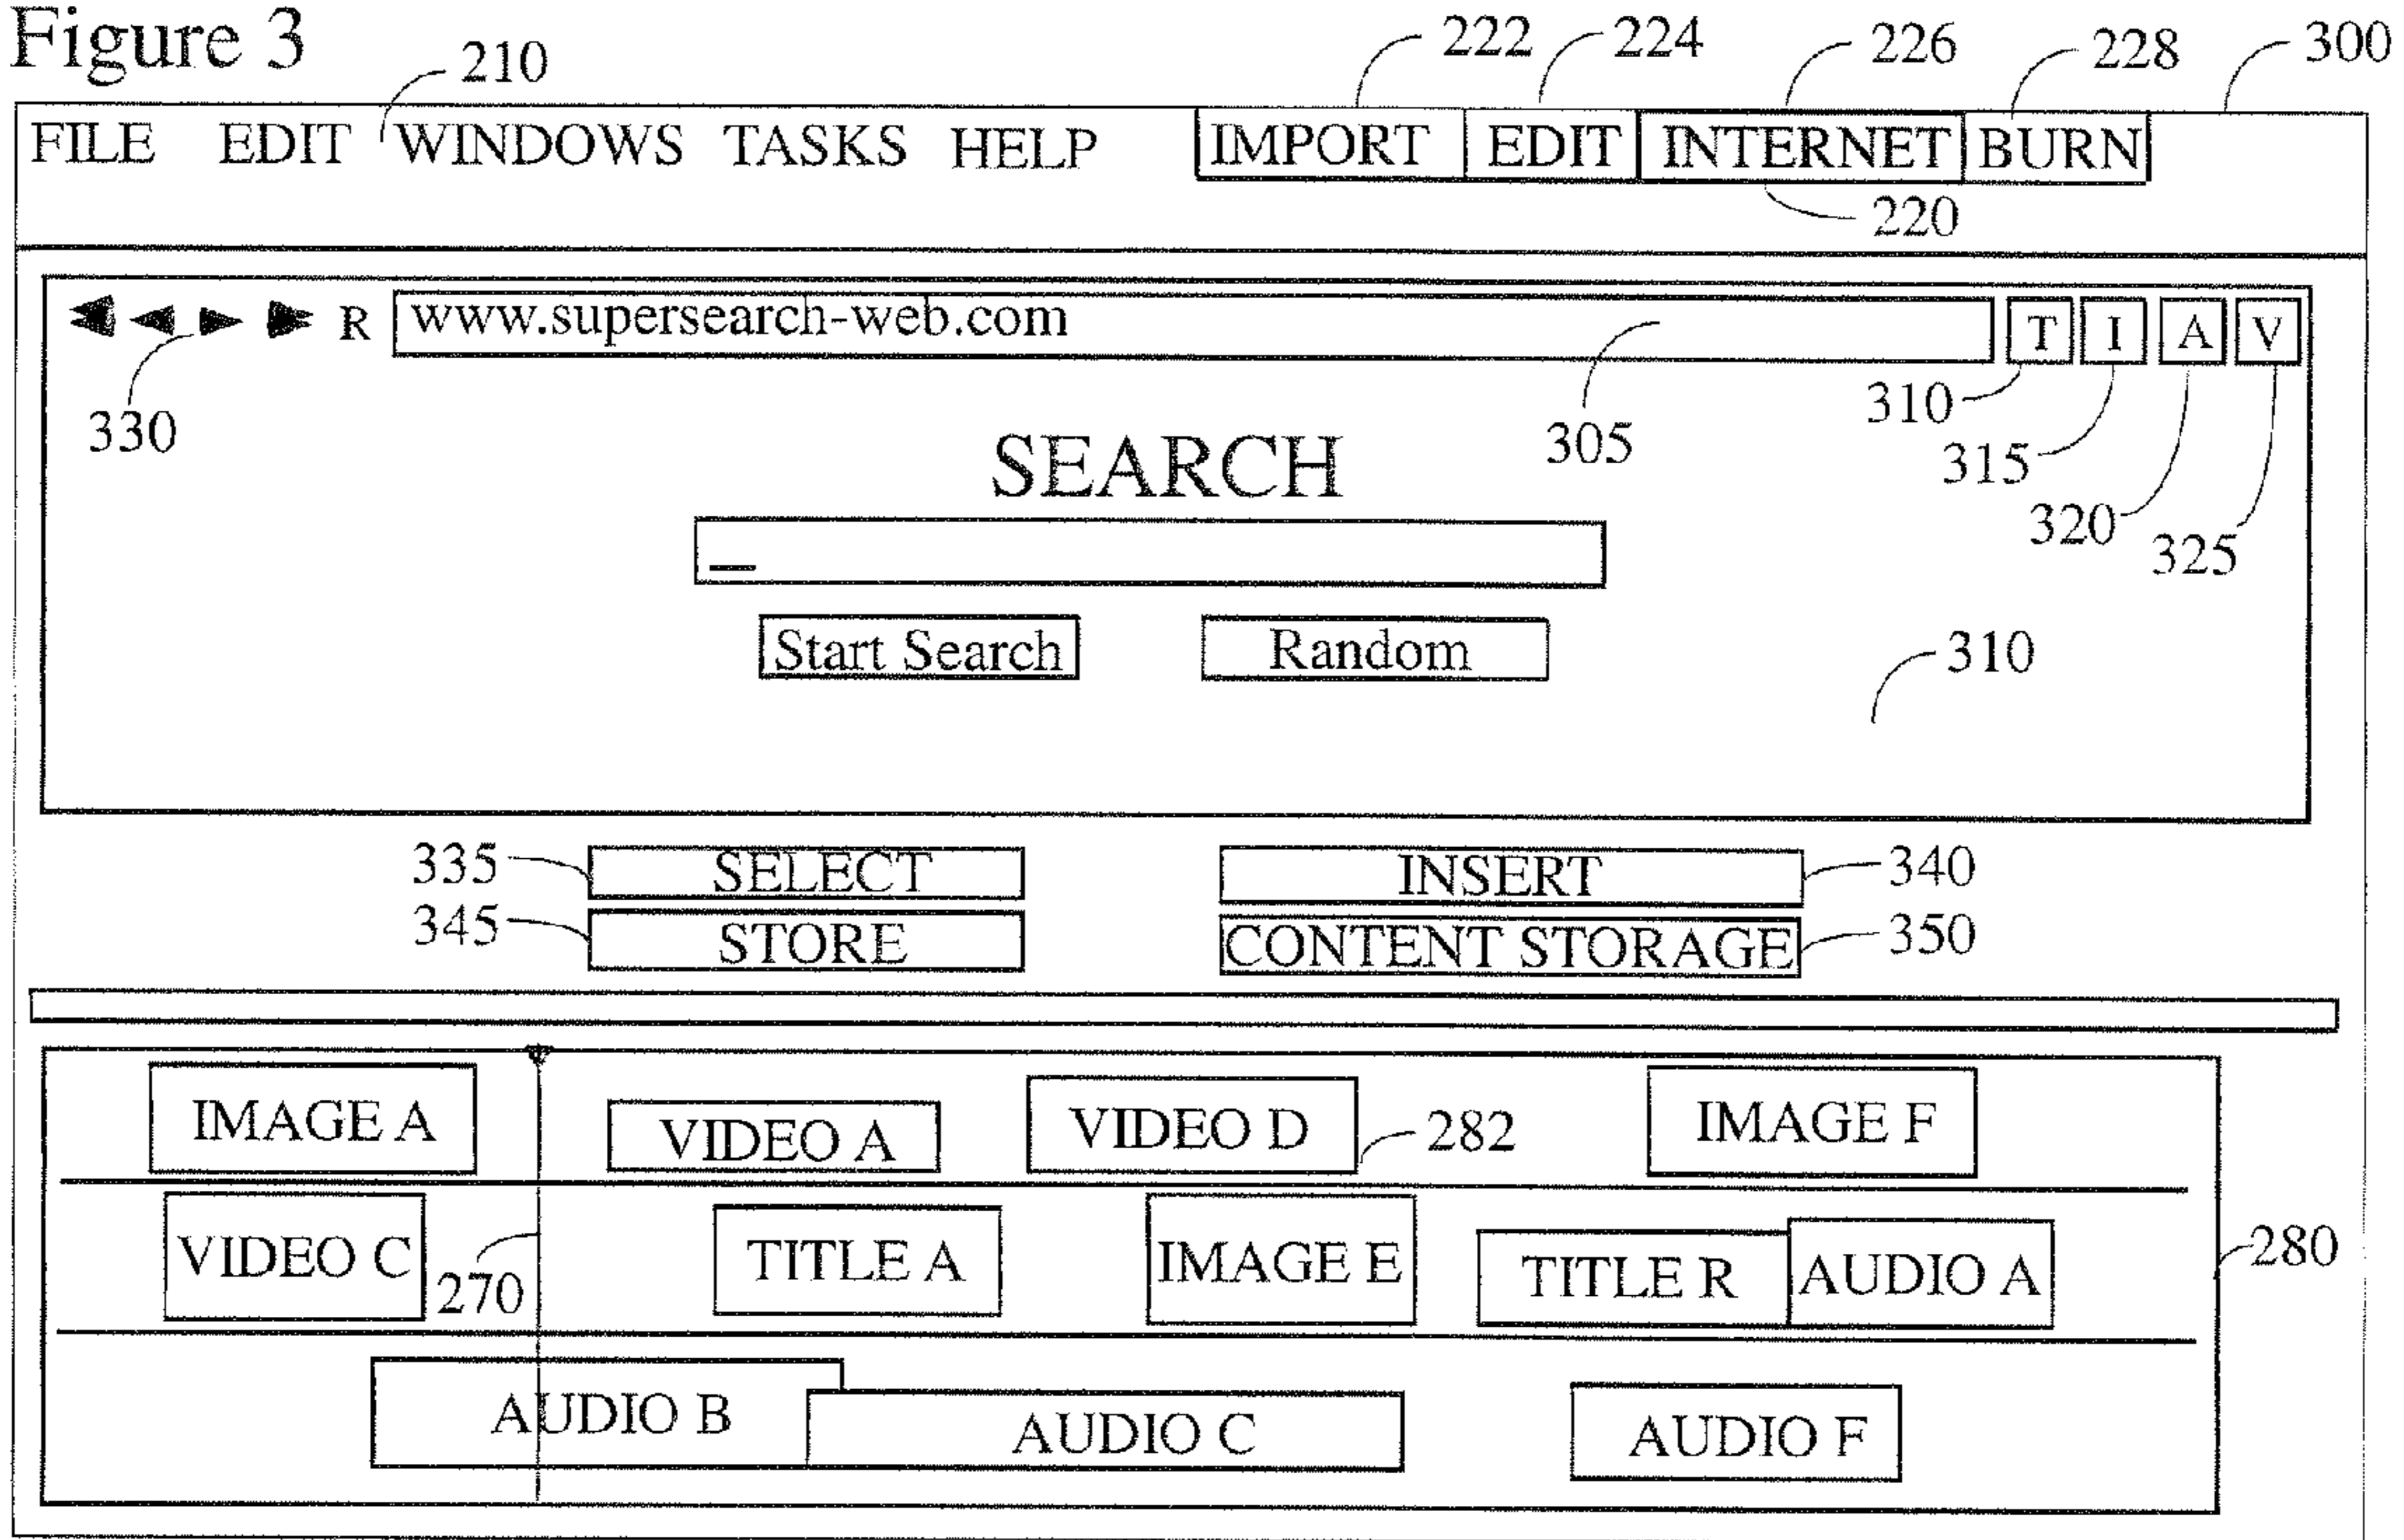 Figure 3
210 222 224 226 228 300
FILE EDIT WINDOWS TASKS HELP IMPORT EDIT INTERNET BURN
220
R www.supersearch-web.com T I A V
330 305 310
315
320
325
SEARCH
Start Search Random
310
335 SELECT INSERT 340
345 STORE CONTENT STORAGE 350
IMAGE A VIDEO A VIDEO D 282 IMAGE F
VIDEO C 270 TITLE A IMAGE E TITLE R AUDIO A 280
AUDIO B AUDIO C AUDIO F